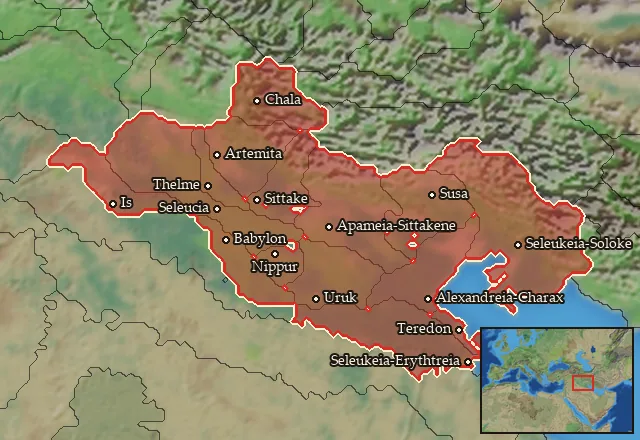 Chala
Artemita
Thelme
Susa
Sittake
Is
Seleucia
Apameia-Sittakene
Babylon
Seleukeia-Soloke
Nippur
Uruk
Alexandreia-Charax
Teredon
Seleukeia-Erythtreia